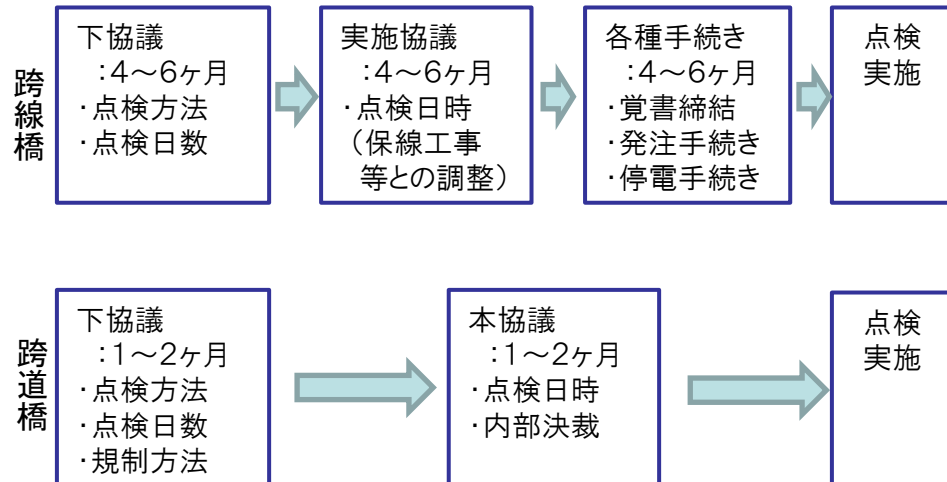 跨線橋
下協議
:4～6ヶ月
・点検方法
・点検日数
実施協議
:4～6ヶ月
・点検日時
（保線工事
等との調整）
各種手続き
:4～6ヶ月
・覚書締結
・発注手続き
・停電手続き
点検
実施
跨道橋
下協議
:1～2ヶ月
・点検方法
・点検日数
・規制方法
本協議
:1～2ヶ月
・点検日時
・内部決裁
点検
実施